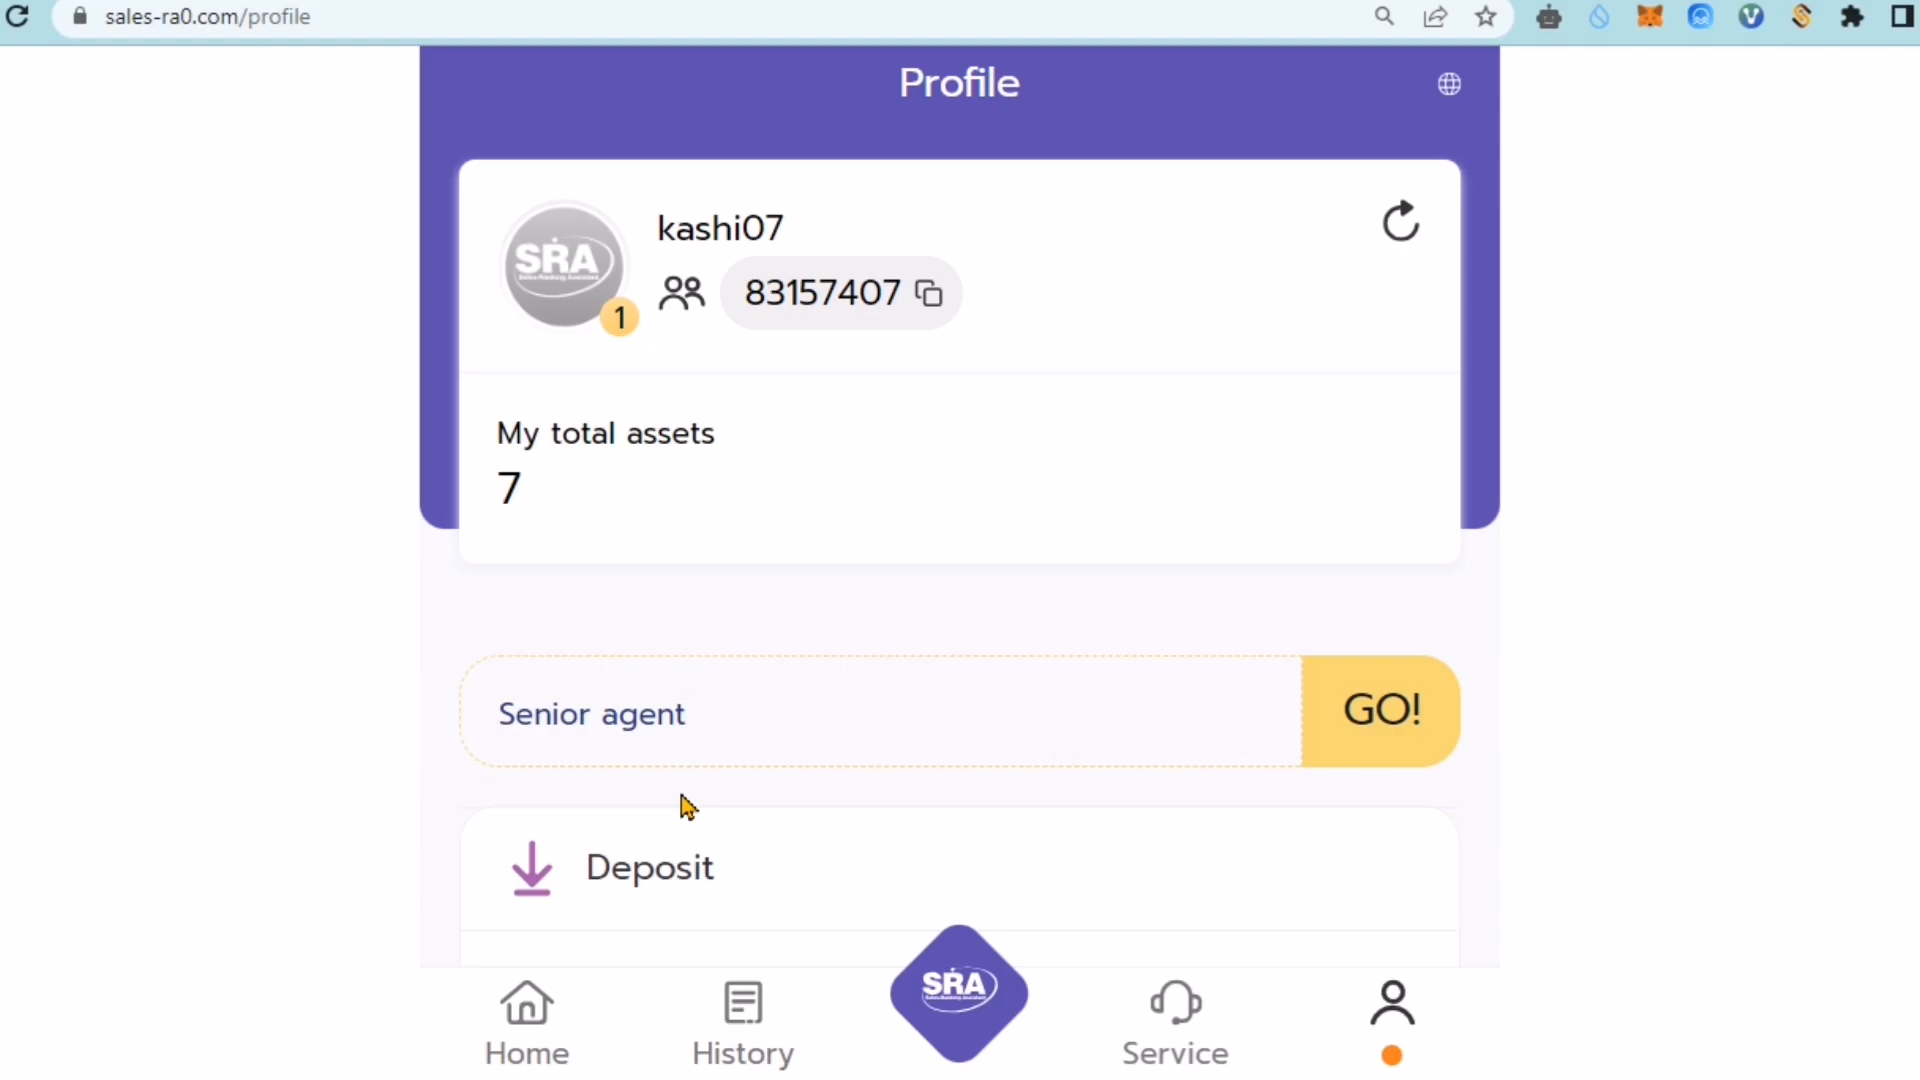 sales-ra0.com/profile
Profile
SRA
kashi07
1
83157407
My total assets
7
Senior agent
GO!
Deposit
SRA
Home
History
Service